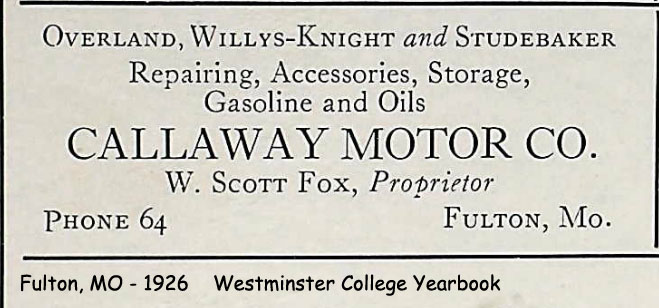 Overland, Willys-Knight and Studebaker
Repairing, Accessories, Storage,
Gasoline and Oils
CALLAWAY MOTOR CO.
W. Scott Fox, Proprietor
Phone 64 Fulton, Mo.
Fulton, MO - 1926 Westminster College Yearbook